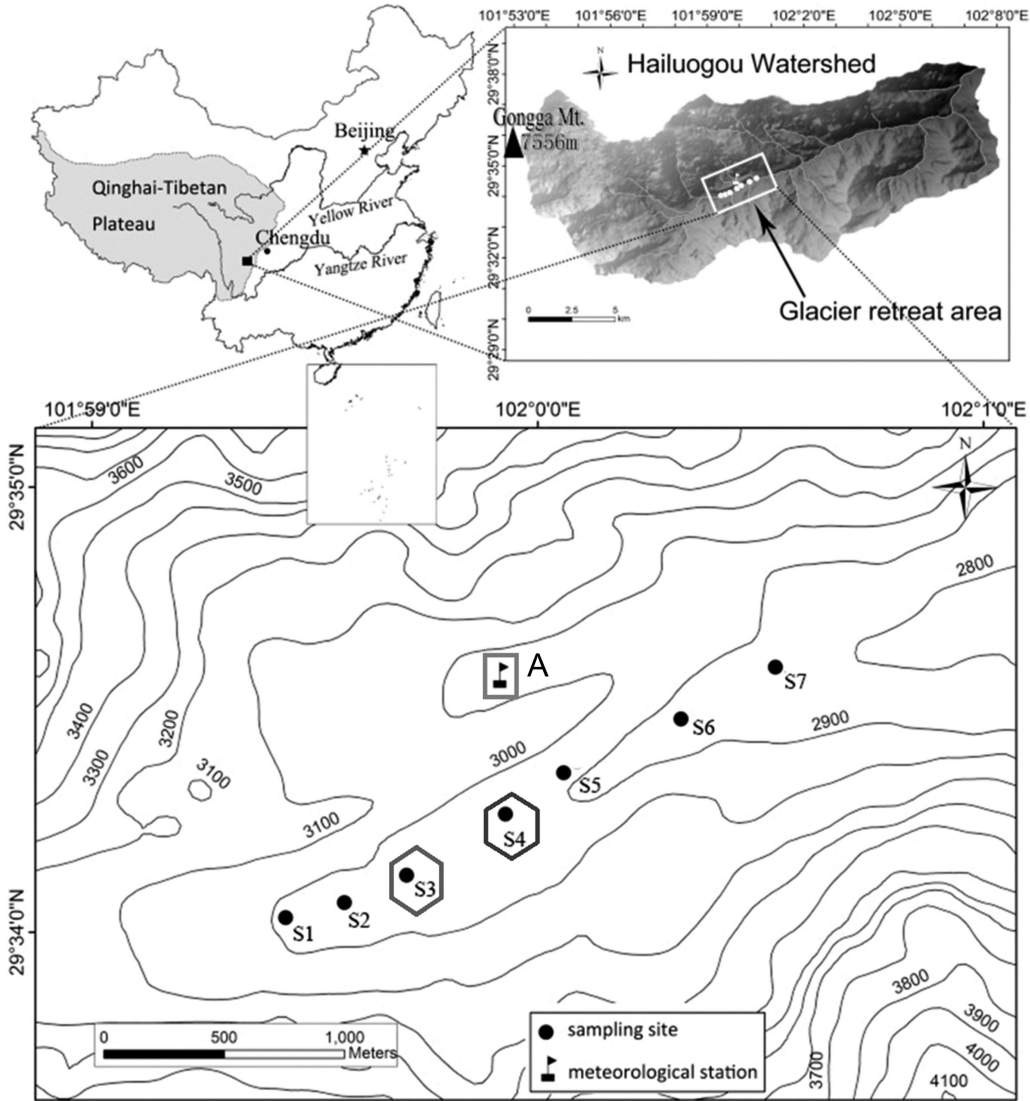 101°53'0"E 101°56'0"E 101°59'0"E 102°2'0"E 102°5'0"E 102°8'0"E
29°38'0"N
29°35'0"N
29°32'0"N
29°29'0"N
N
Hailuogou Watershed
Gongga Mt.
7556m
Glacier retreat area
0 2.5 5
km
Beijing
Qinghai-Tibetan
Plateau
Yellow River
Chengdu
Yangtze River
101°59'0"E 102°0'0"E 102°1'0"E
29°35'0"N
29°34'0"N
N
3600
3500
2800
A
S7
3400
3200
S6
2900
3300
3100
3000
S5
3100
S4
S3
S2
S1
3800
3900
4000
3700
4100
0 500 1,000
Meters
sampling site
meteorological station